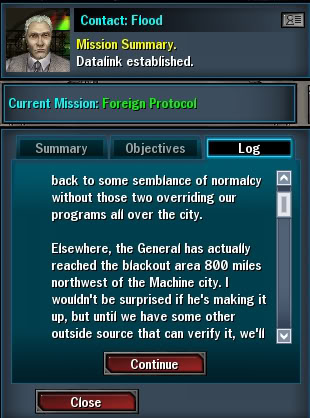 Contact: Flood
Mission Summary.
Datalink established.
Current Mission: Foreign Protocol
Summary
Objectives
Log
back to some semblance of normalcy
without those two overriding our
programs all over the city.
Elsewhere, the General has actually
reached the blackout area 800 miles
northwest of the Machine city. I
wouldn't be surprised if he's making it
up, but until we have some other
outside source that can verify it, we'll
Continue
Close